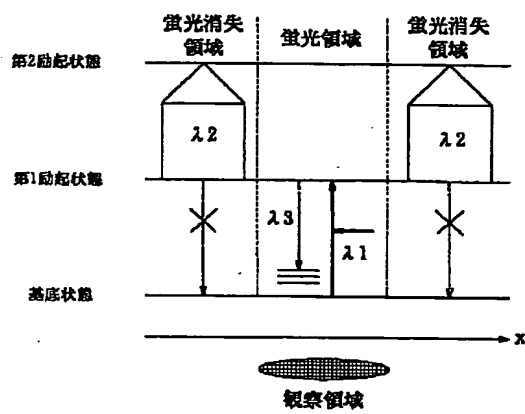 蛍光消失
領域
蛍光領域
蛍光消失
領域
第2励起状態
λ2
λ2
第1励起状態
λ3
λ1
基底状態
x
観察領域